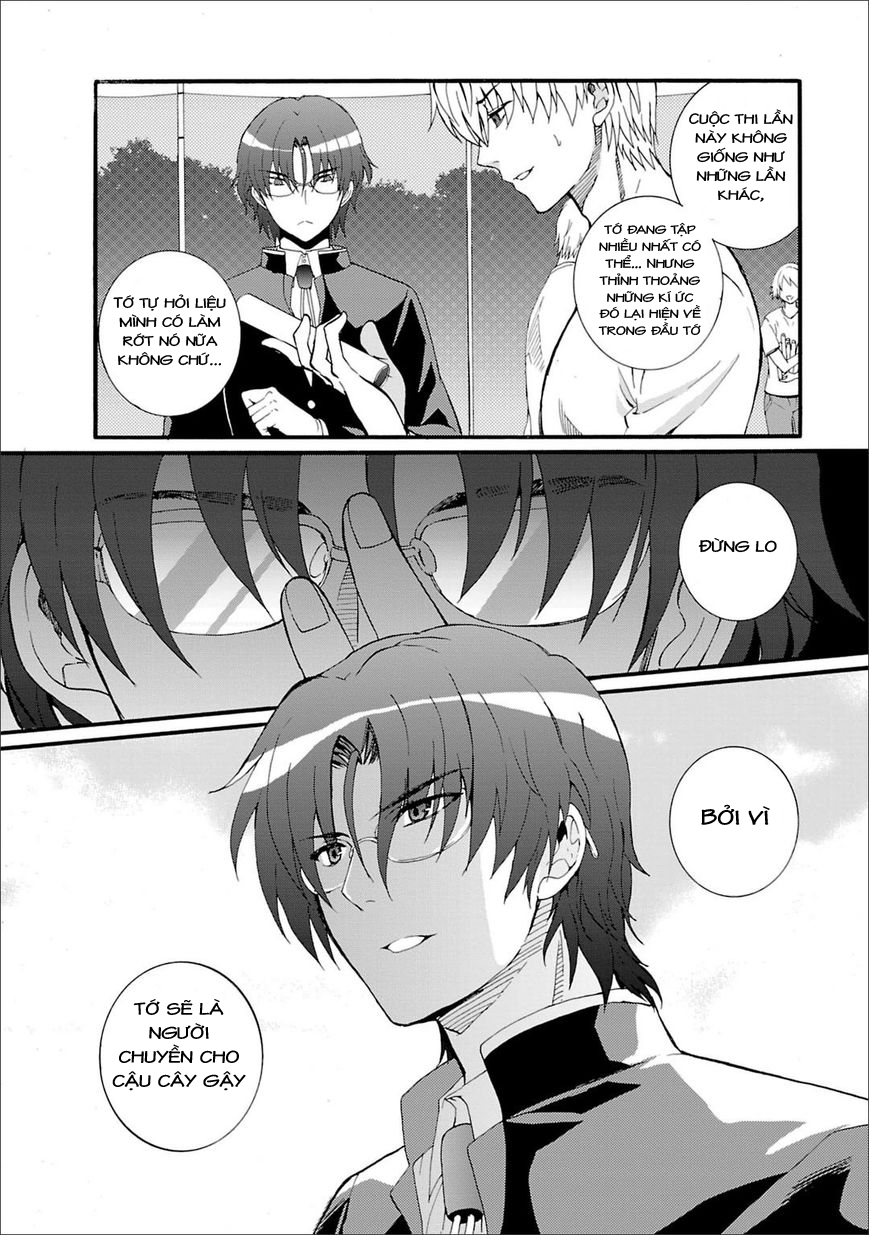 CUỘC THI LẦN
NÀY KHÔNG
GIỐNG NHƯ
NHỮNG LẦN
KHÁC,
TỚ ĐANG TẬP
NHIỀU NHẤT CÓ
THỂ... NHƯNG
THỈNH THOẢNG
NHỮNG KÍ ỨC
ĐÓ LẠI HIỆN VỀ
TRONG ĐẦU TỚ
TỚ TỰ HỎI LIỆU
MÌNH CÓ LÀM
RỚT NÓ NỮA
KHÔNG CHỨ...
ĐỪNG LO
BỞI VÌ
TỚ SẼ LÀ
NGƯỜI
CHUYỀN CHO
CẬU CÂY GẬY